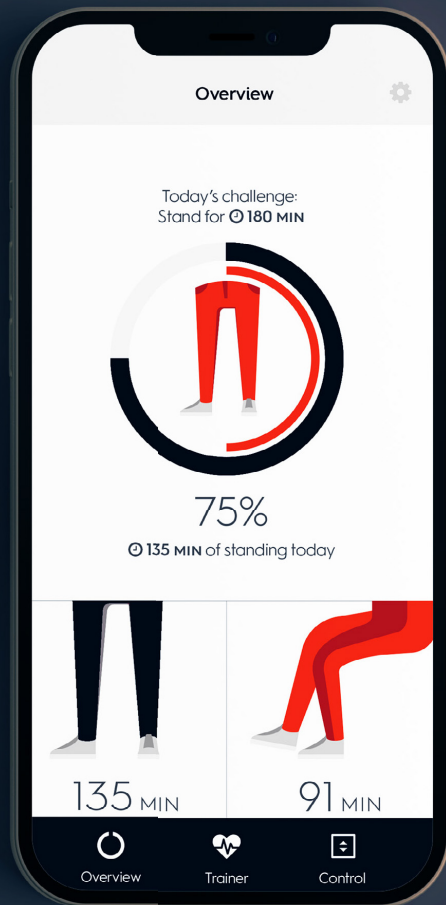 Overview
Today's challenge:
Stand for 180 MIN
75%
135 MIN of standing today
135 MIN
91 MIN
Overview
Trainer
Control